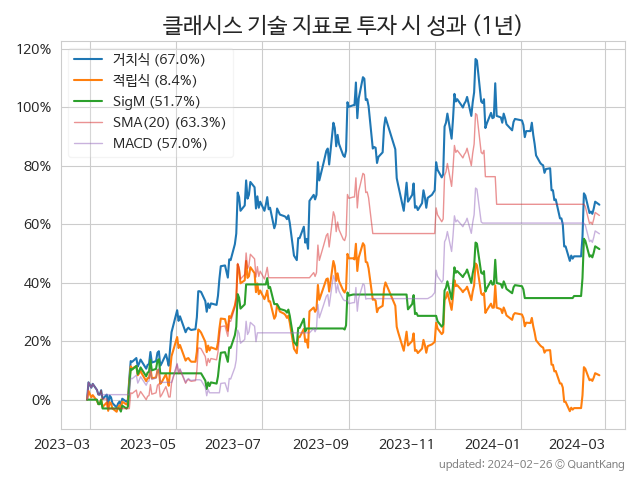 클래시스 기술 지표로 투자 시 성과 (1년)
거치식 (67.0%)
적립식 (8.4%)
SigM (51.7%)
SMA(20) (63.3%)
MACD (57.0%)
120%
100%
80%
60%
40%
20%
0%
2023-03 2023-05 2023-07 2023-09 2023-11 2024-01 2024-03
updated: 2024-02-26 © QuantKang